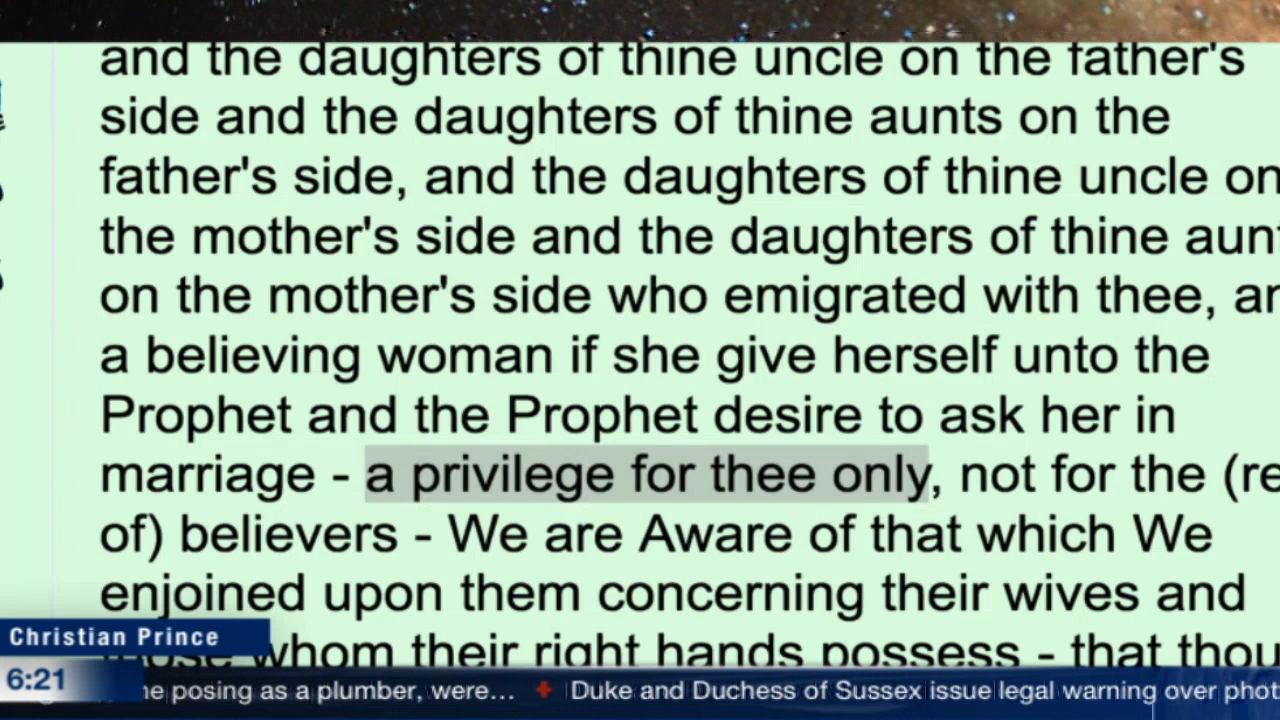 and the daughters of thine uncle on the father's
side and the daughters of thine aunts on the
father's side, and the daughters of thine uncle on
the mother's side and the daughters of thine
on the mother's side who emigrated with thee,
a believing woman if she give herself unto the
Prophet and the Prophet desire to ask her in
marriage - a privilege for thee only, not for the
of) believers - We are Aware of that which We
enjoined upon them concerning their wives and
those whom their right hands possess - that thou
Christian Prince
6:21
posing as a plumber, were... Duke and Duchess of Sussex issue legal warning over